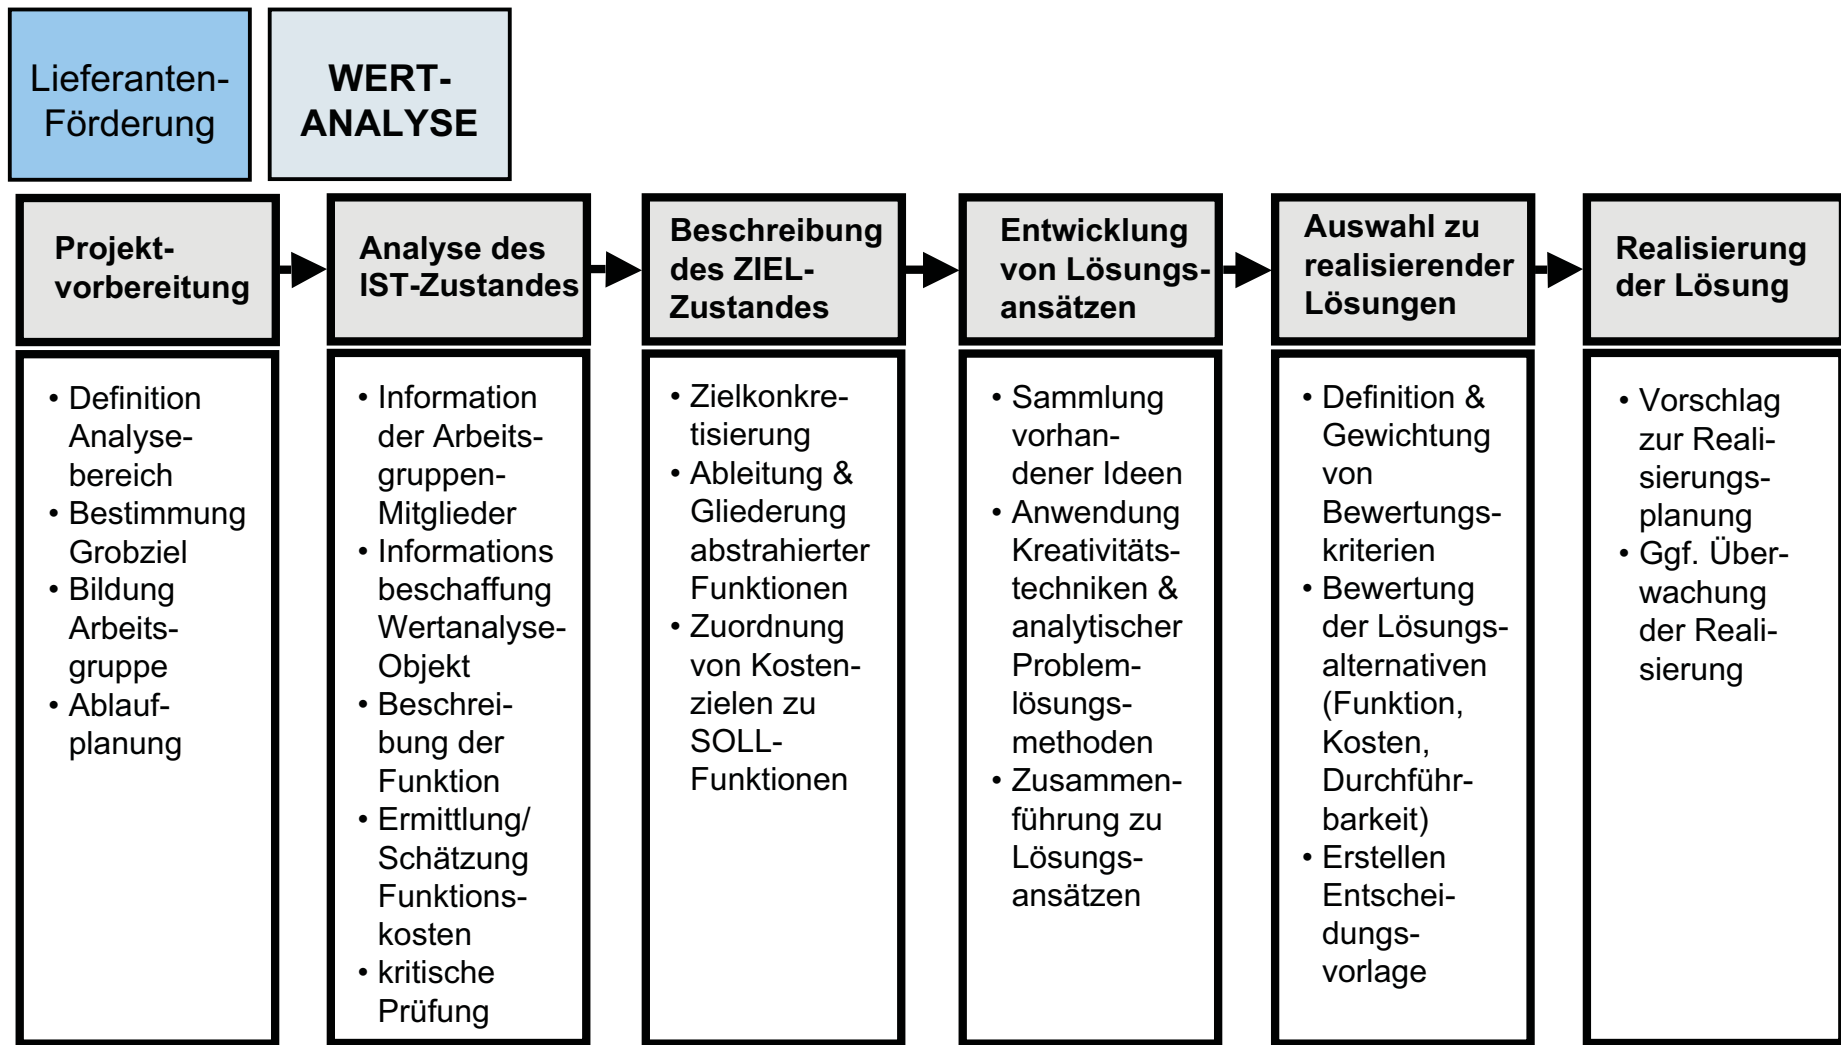 Lieferanten-
Förderung
WERT-
ANALYSE
Projekt-
vorbereitung
Analyse des
IST-Zustandes
Beschreibung
des ZIEL-
Zustandes
Entwicklung
von Lösungs-
ansätzen
Auswahl zu
realisierender
Lösungen
Realisierung
der Lösung
• Definition
Analyse-
bereich
• Bestimmung
Grobziel
• Bildung
Arbeits-
gruppe
• Ablauf-
planung
• Information
der Arbeits-
gruppen-
Mitglieder
• Informations
beschaffung
Wertanalyse-
Objekt
• Beschrei-
bung der
Funktion
• Ermittlung/
Schätzung
Funktions-
kosten
• kritische
Prüfung
• Zielkonkre-
tisierung
• Ableitung &
Gliederung
abstrahierter
Funktionen
• Zuordnung
von Kosten-
zielen zu
SOLL-
Funktionen
• Sammlung
vorhan-
dener Ideen
• Anwendung
Kreativitäts-
techniken &
analytischer
Problem-
lösungs-
methoden
• Zusammen-
führung zu
Lösungs-
ansätzen
• Definition &
Gewichtung
von
Bewertungs-
kriterien
• Bewertung
der Lösungs-
alternativen
(Funktion,
Kosten,
Durchführ-
barkeit)
• Erstellen
Entschei-
dungs-
vorlage
• Vorschlag
zur Reali-
sierungs-
planung
• Ggf. Über-
wachung
der Reali-
sierung